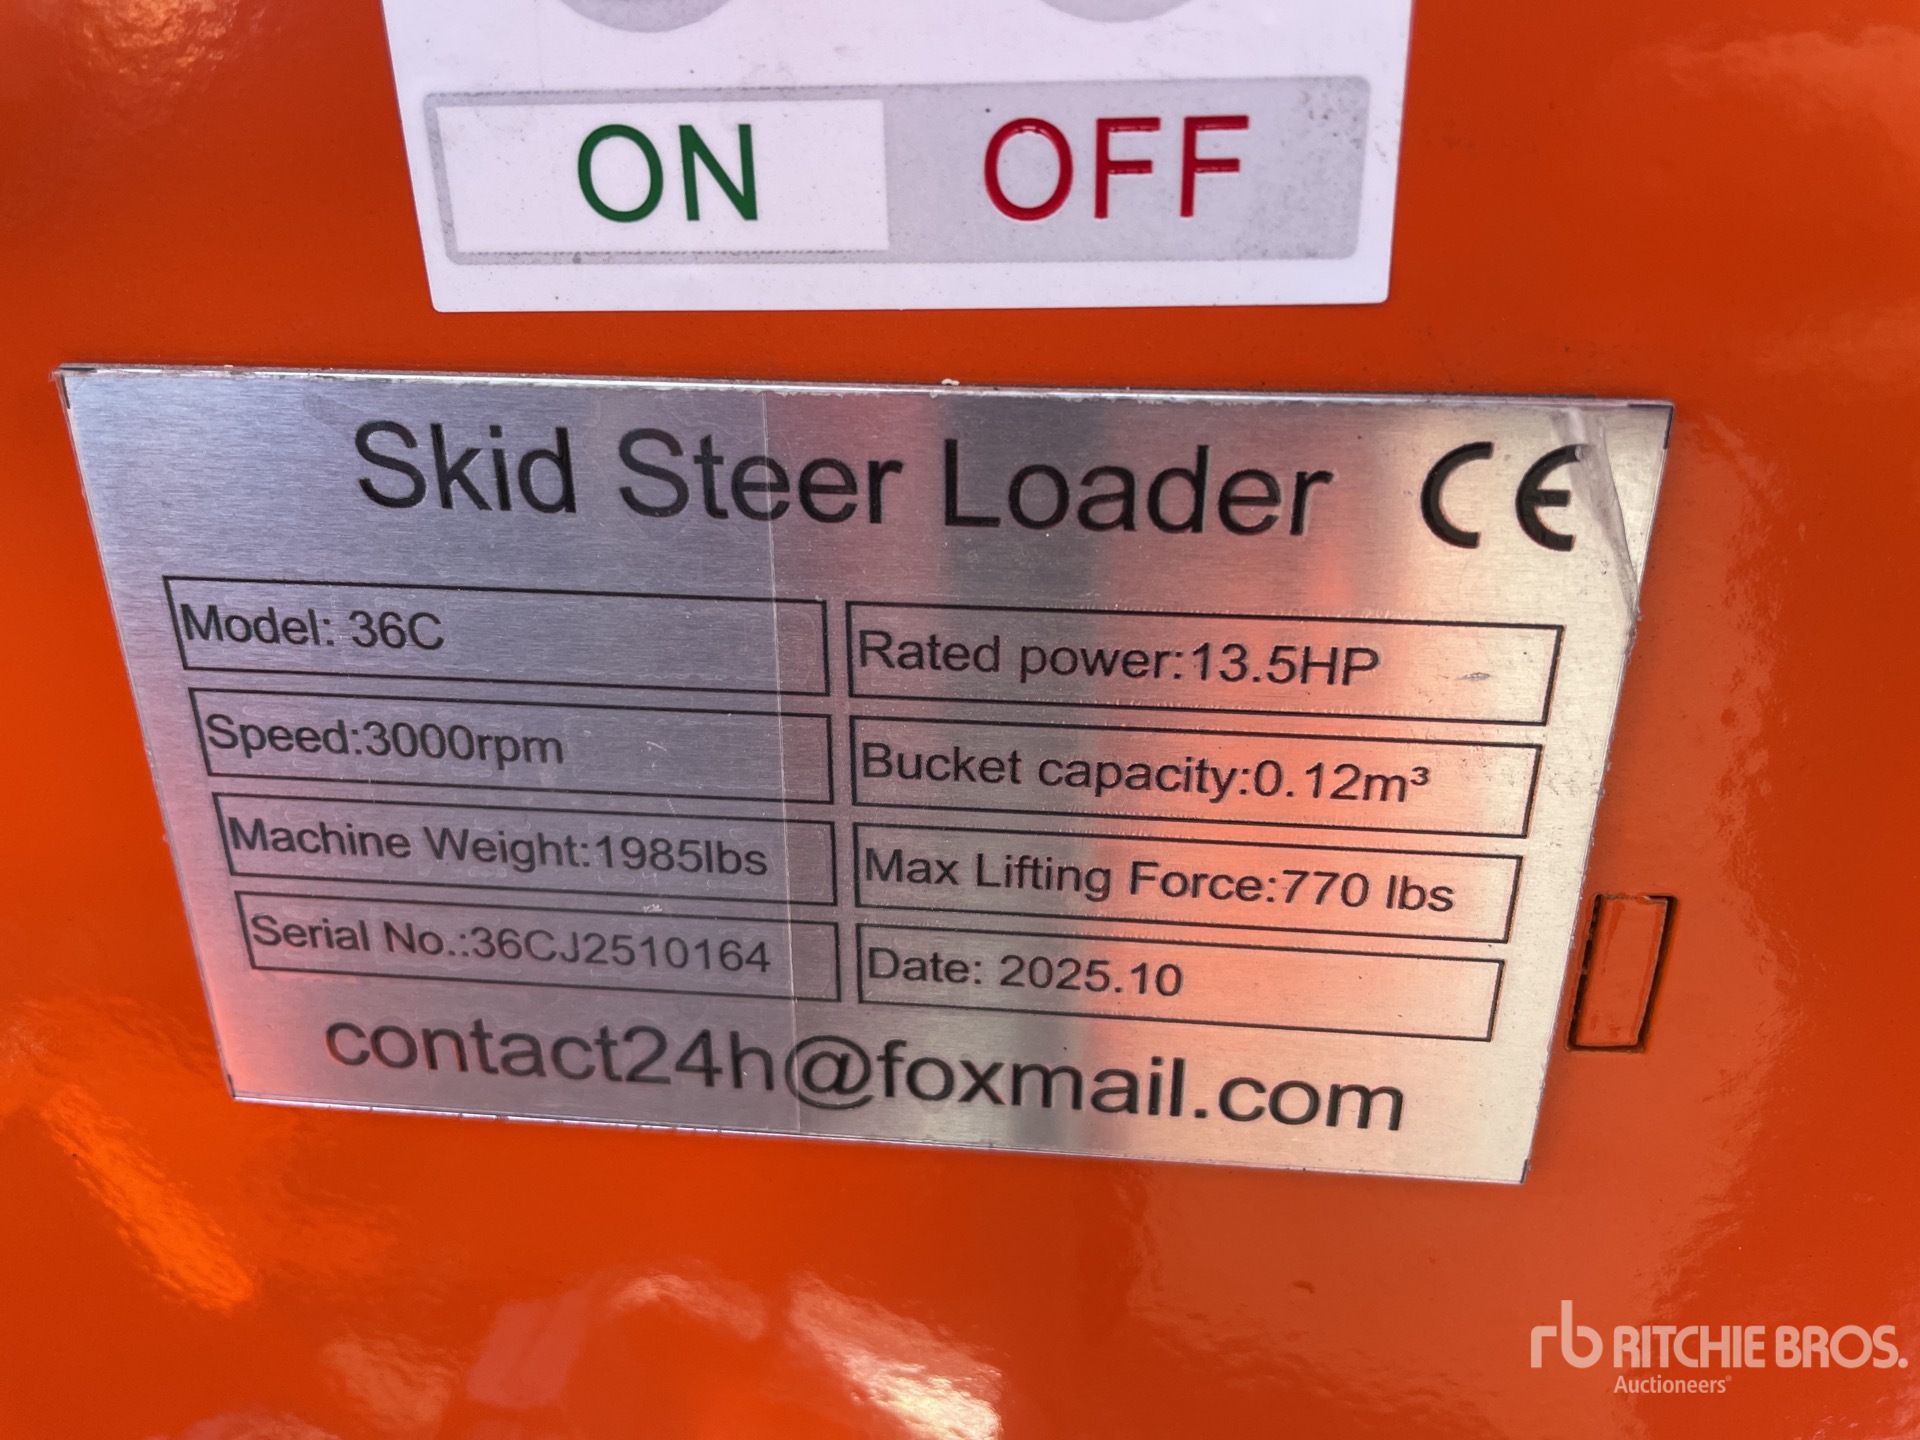 ON OFF
Skid Steer Loader CE
Model: 36C
Rated power:13.5HP
Speed:3000rpm
Bucket capacity:0.12m³
Machine Weight:1985lbs
Max Lifting Force:770 lbs
Serial No.:36CJ2510164
Date: 2025.10
contact24h@foxmail.com
rb RITCHIE BROS.
Auctioneers